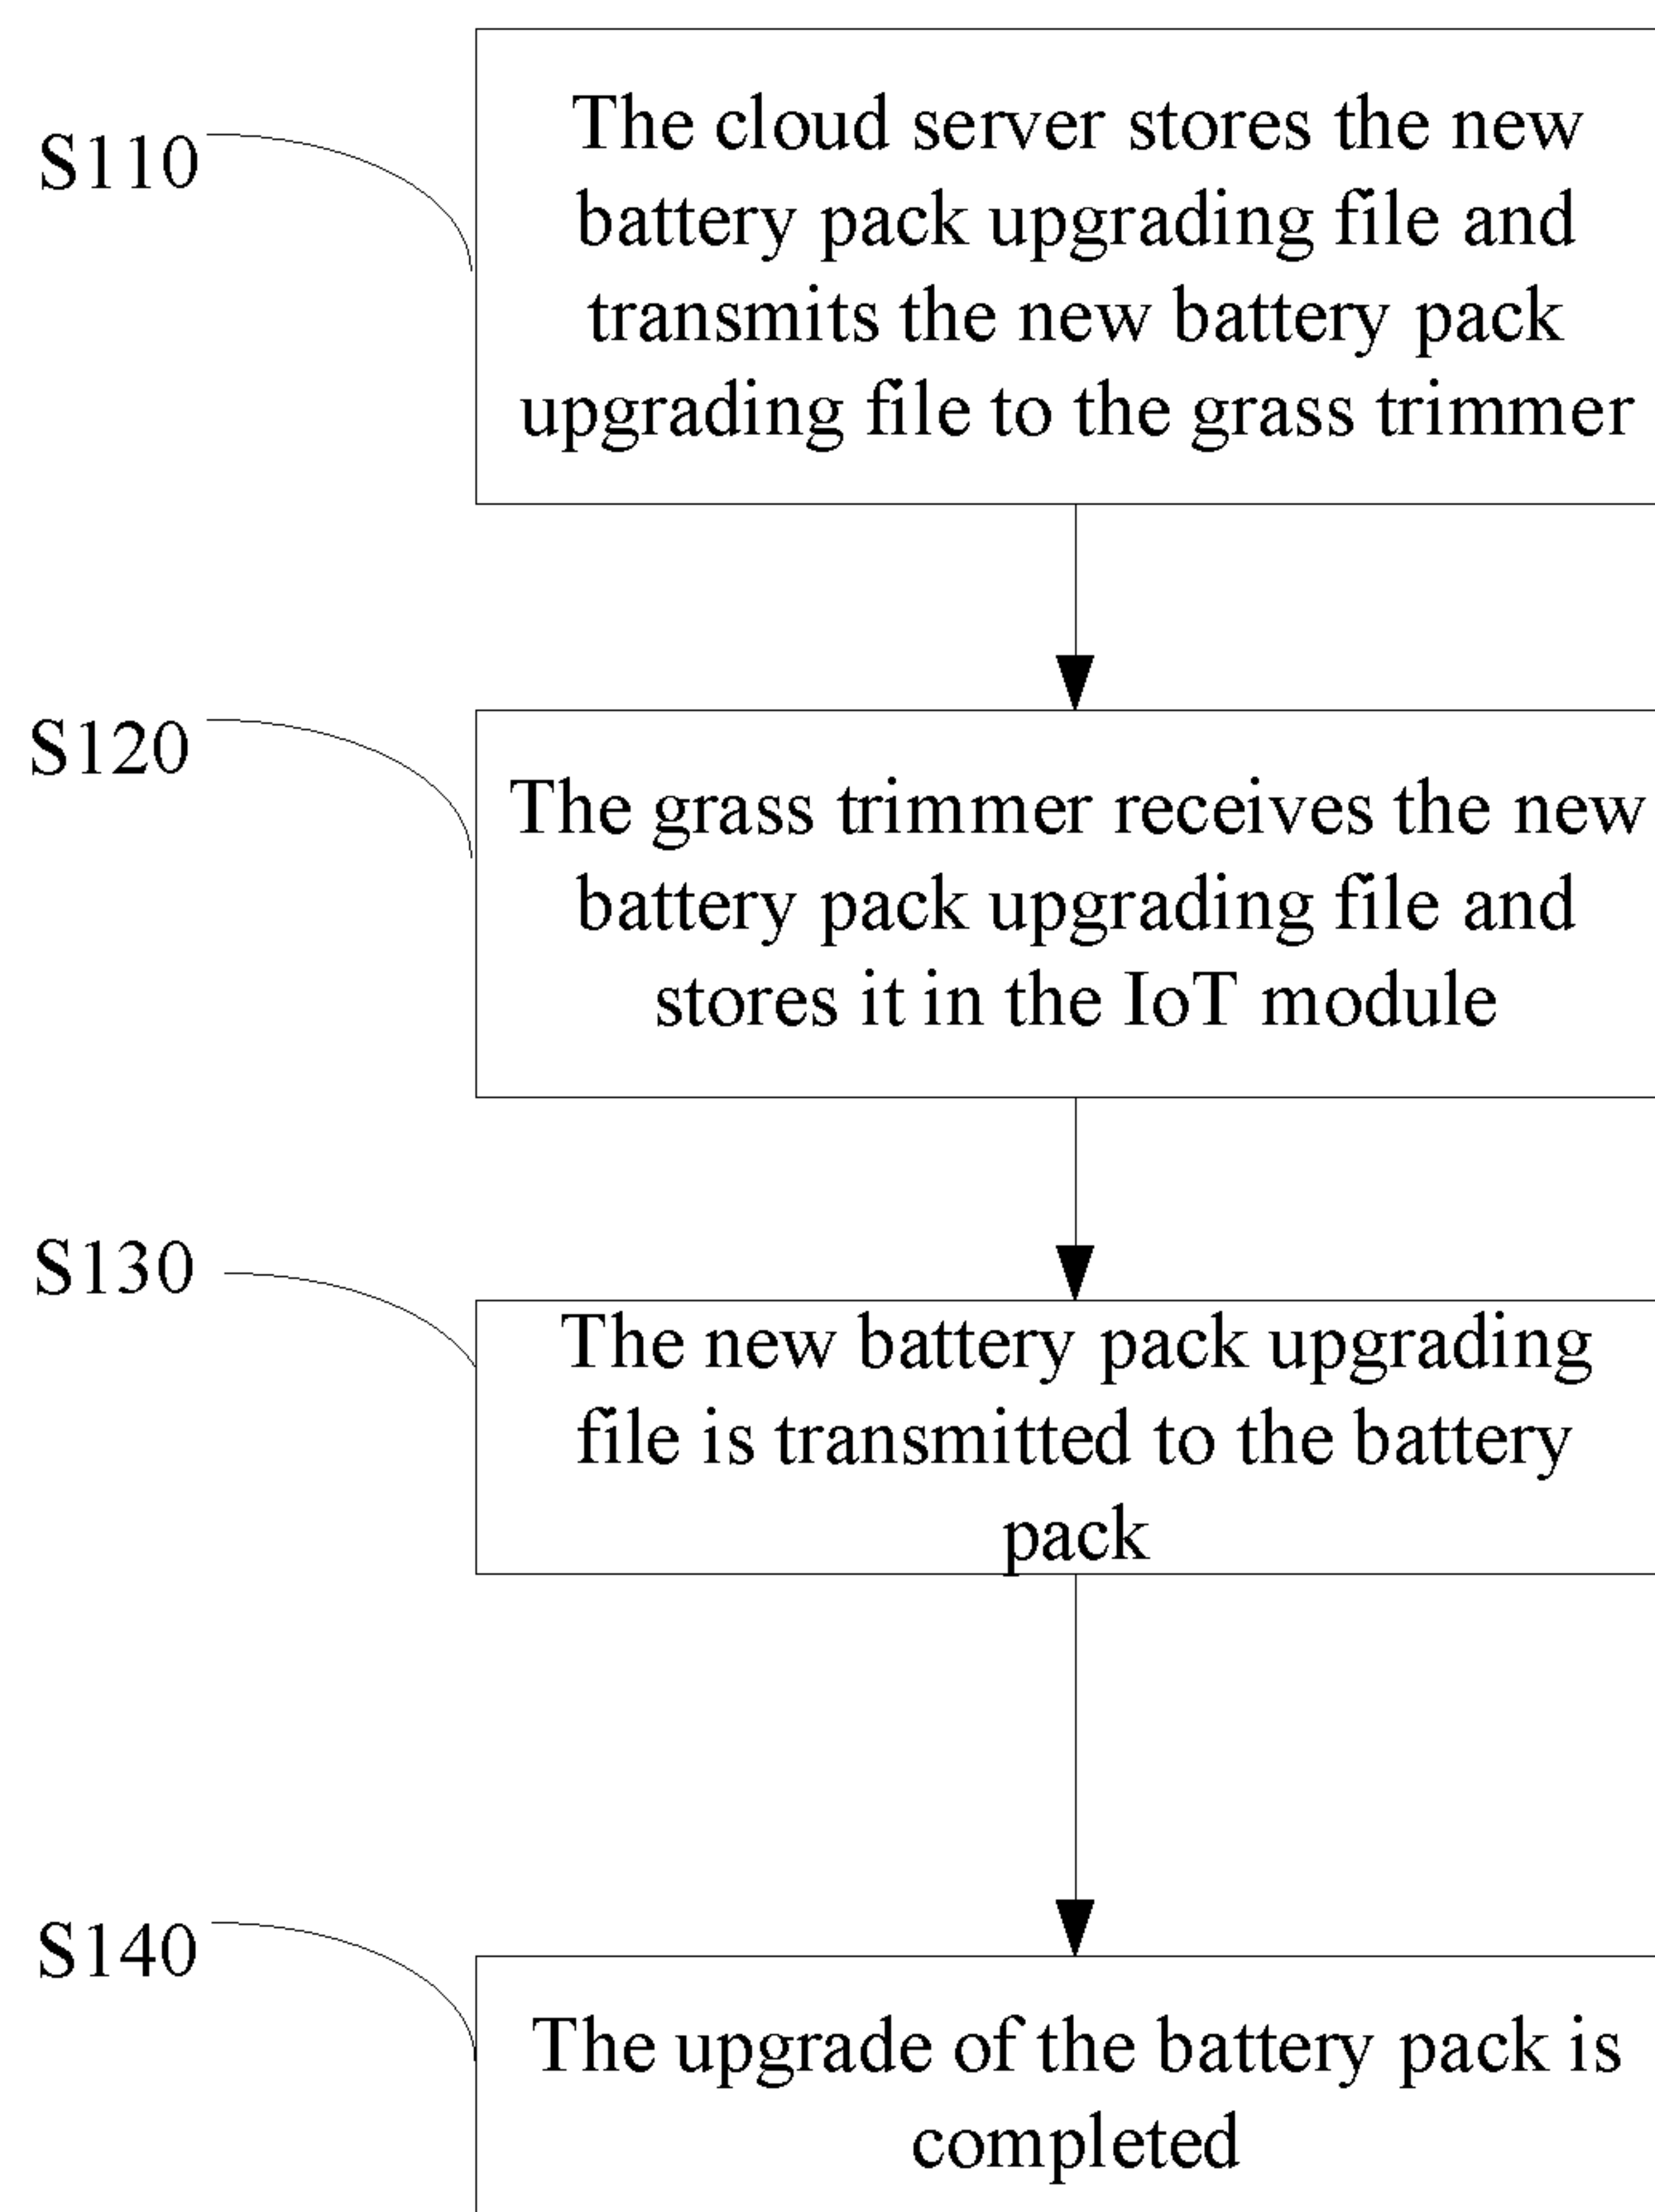 S110
The cloud server stores the new
battery pack upgrading file and
transmits the new battery pack
upgrading file to the grass trimmer
S120
The grass trimmer receives the new
battery pack upgrading file and
stores it in the IoT module
S130
The new battery pack upgrading
file is transmitted to the battery
pack
S140
The upgrade of the battery pack is
completed